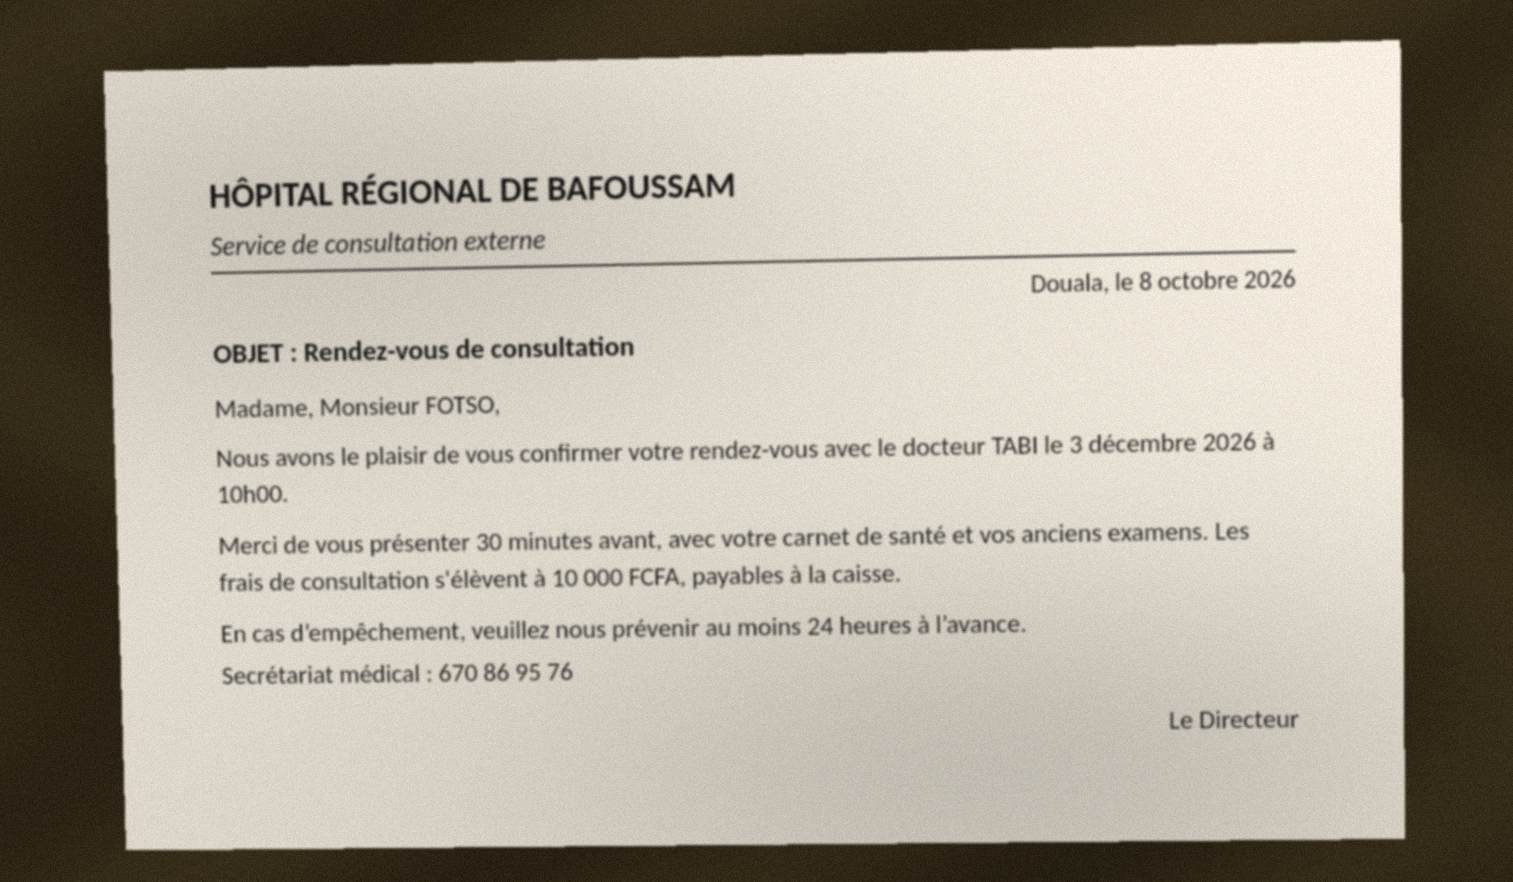 HÔPITAL RÉGIONAL DE BAFOUSSAM
Service de consultation externe
Douala, le 8 octobre 2026
OBJET : Rendez-vous de consultation
Madame, Monsieur FOTSO,
Nous avons le plaisir de vous confirmer votre rendez-vous avec le docteur TABI le 3 décembre 2026 à
10h00.
Merci de vous présenter 30 minutes avant, avec votre carnet de santé et vos anciens examens. Les
frais de consultation s'élèvent à 10 000 FCFA, payables à la caisse.
En cas d'empêchement, veuillez nous prévenir au moins 24 heures à l'avance.
Secrétariat médical : 670 86 95 76
Le Directeur